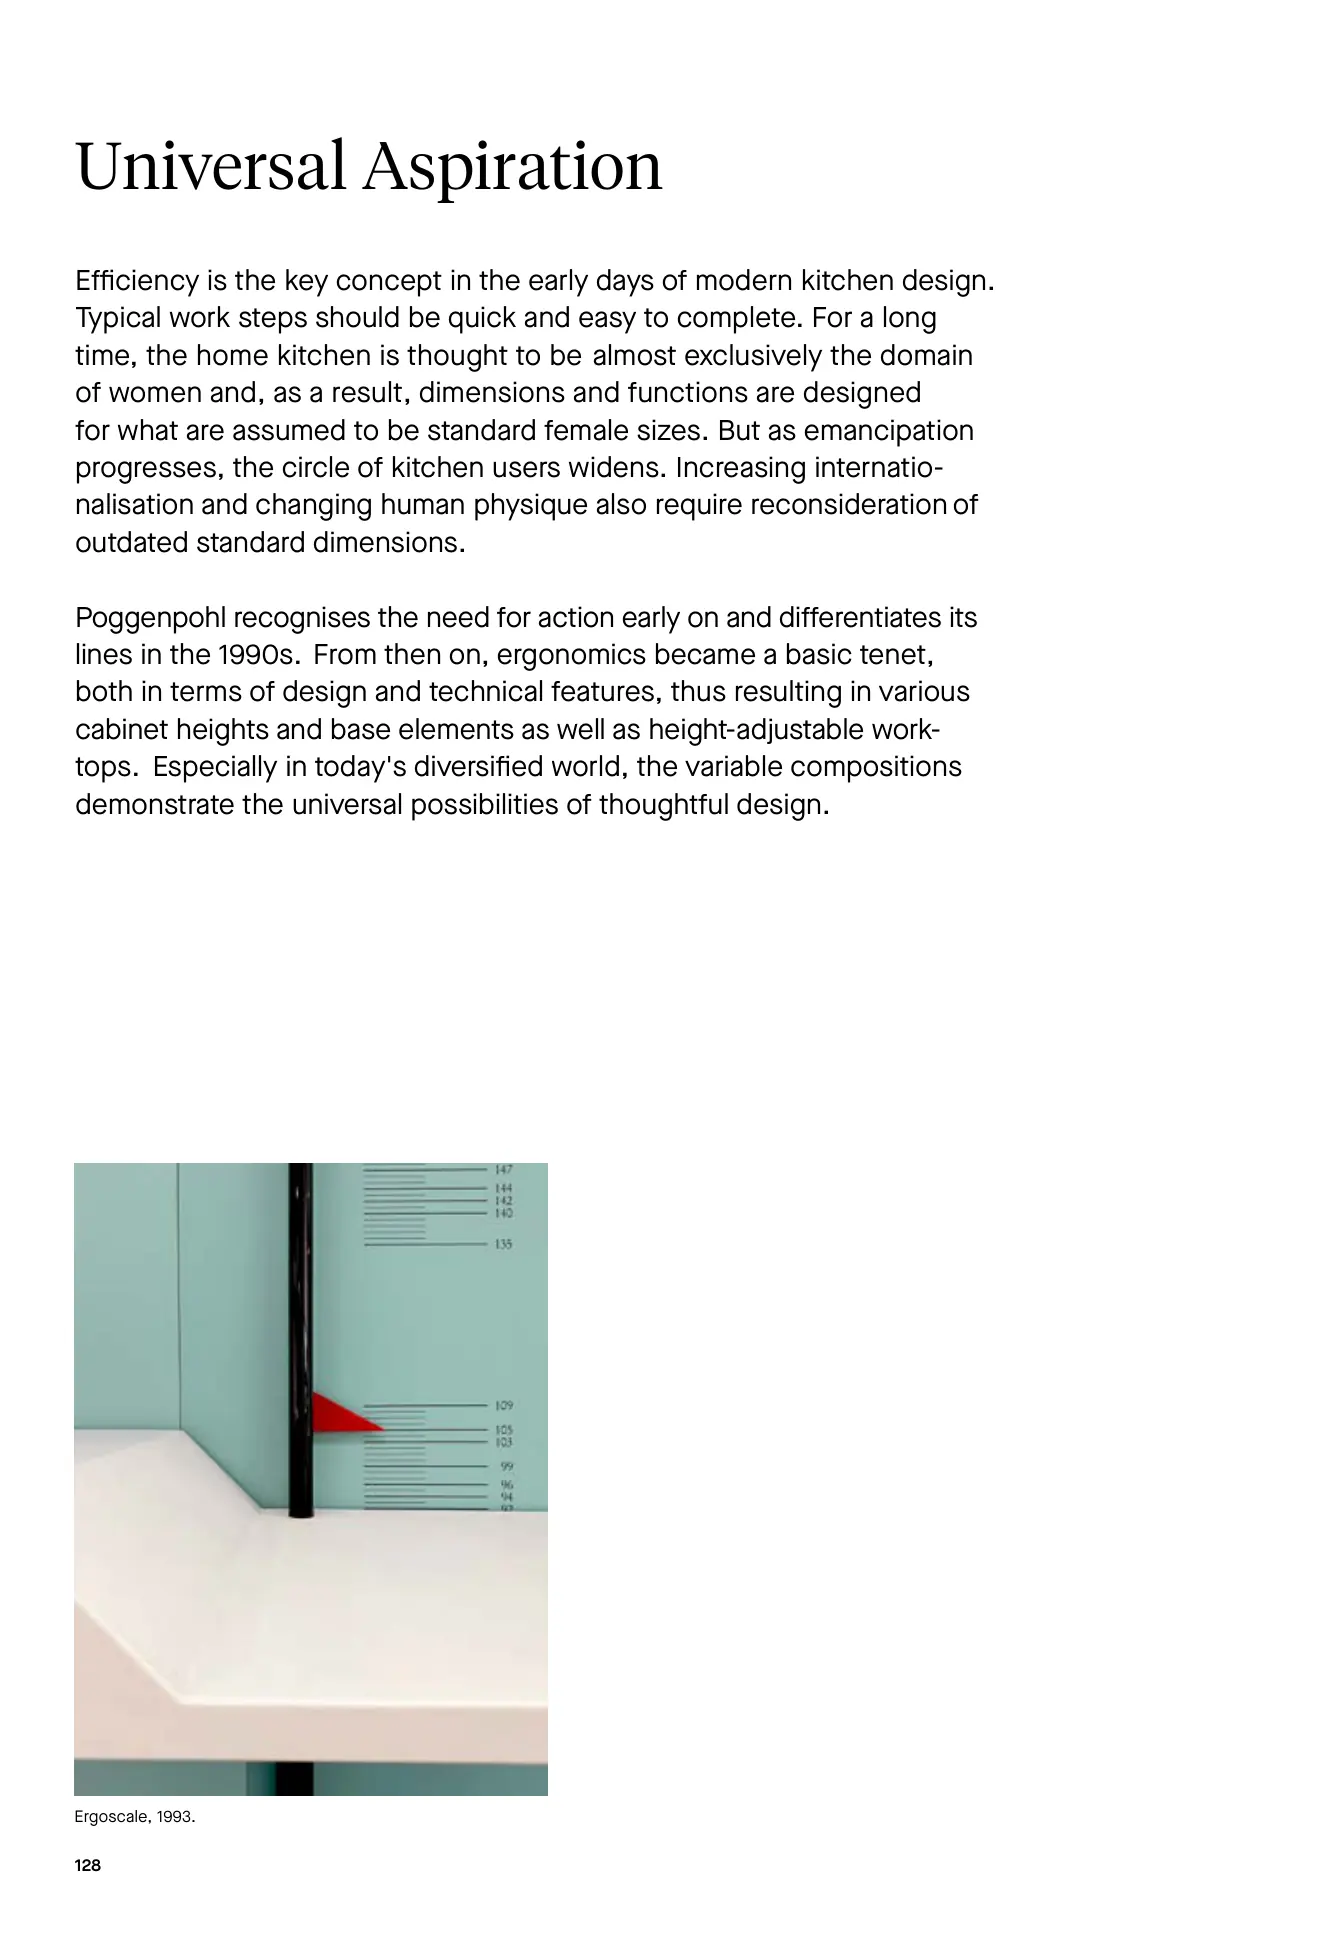 Universal Aspiration
Efficiency is the key concept in the early days of modern kitchen design.
Typical work steps should be quick and easy to complete. For a long
time, the home kitchen is thought to be almost exclusively the domain
of women and, as a result, dimensions and functions are designed
for what are assumed to be standard female sizes. But as emancipation
progresses, the circle of kitchen users widens. Increasing internatio-
nalisation and changing human physique also require reconsideration of
outdated standard dimensions.
Poggenpohl recognises the need for action early on and differentiates its
lines in the 1990s. From then on, ergonomics became a basic tenet,
both in terms of design and technical features, thus resulting in various
cabinet heights and base elements as well as height-adjustable work-
tops. Especially in today's diversified world, the variable compositions
demonstrate the universal possibilities of thoughtful design.
147
144
142
140
135
109
105
103
99
96
94
Ergoscale, 1993.
128